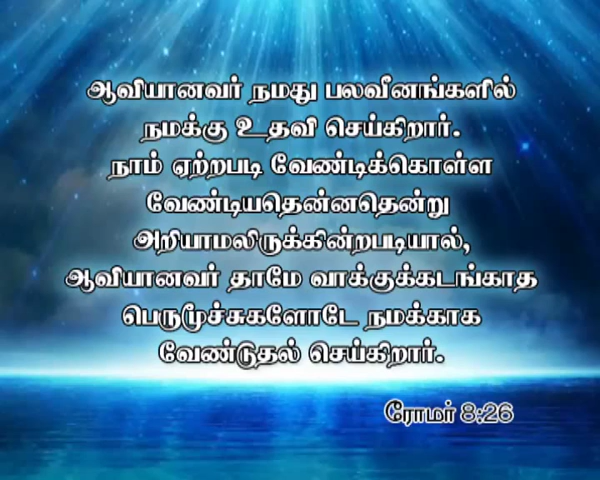 ஆவியானவர் நமது பலவீனங்களில்
நமக்கு உதவி செய்கிறார்.
நாம் ஏற்றபடி வேண்டிக்கொள்ள
வேண்டியதென்னதென்று
அறியாமலிருக்கின்றபடியால்,
ஆவியானவர் தாமே வாக்குக்கடங்காத
பெருமூச்சுகளோடே நமக்காக
வேண்டுதல் செய்கிறார்.
ரோமர் 8:26